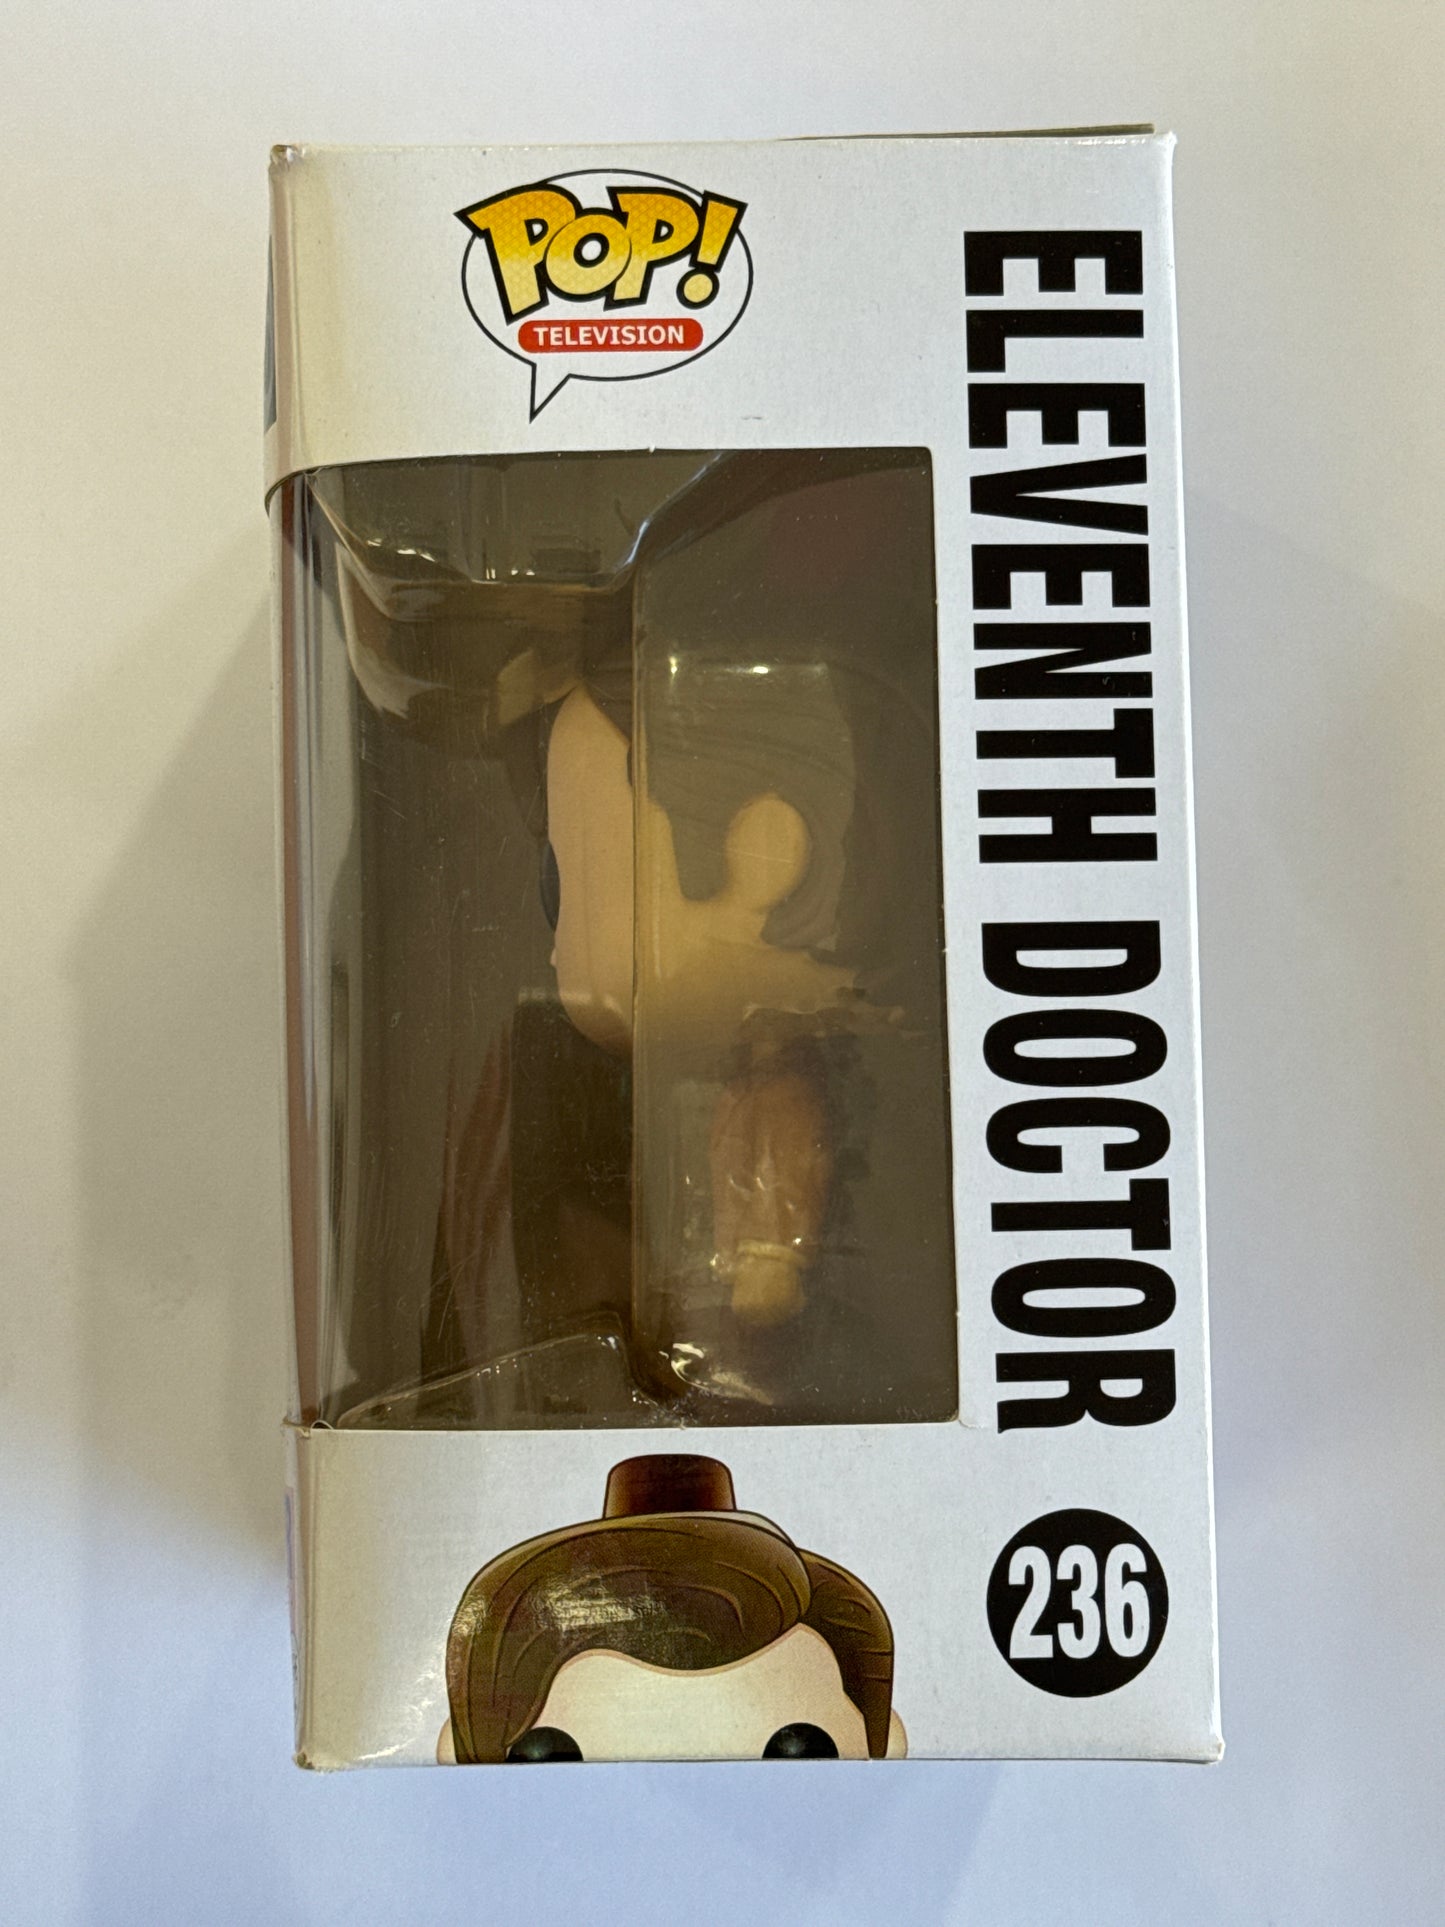 POP!
TELEVISION
ELEVENTH DOCTOR
236